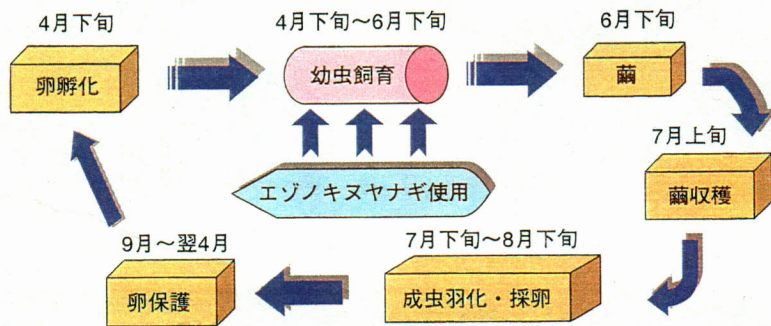 4月下旬
卵孵化
4月下旬～6月下旬
幼虫飼育
エゾノキヌヤナギ使用
6月下旬
繭
7月上旬
繭収穫
7月下旬～8月下旬
成虫羽化・採卵
9月～翌4月
卵保護